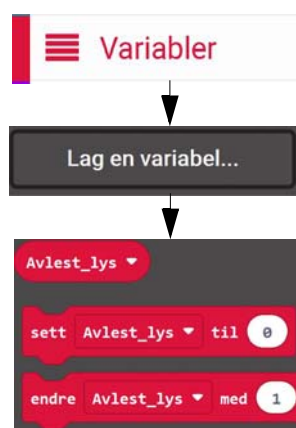 Variabler
Lag en variabel...
Avlest_lys
sett Avlest_lys til 0
endre Avlest_lys med 1